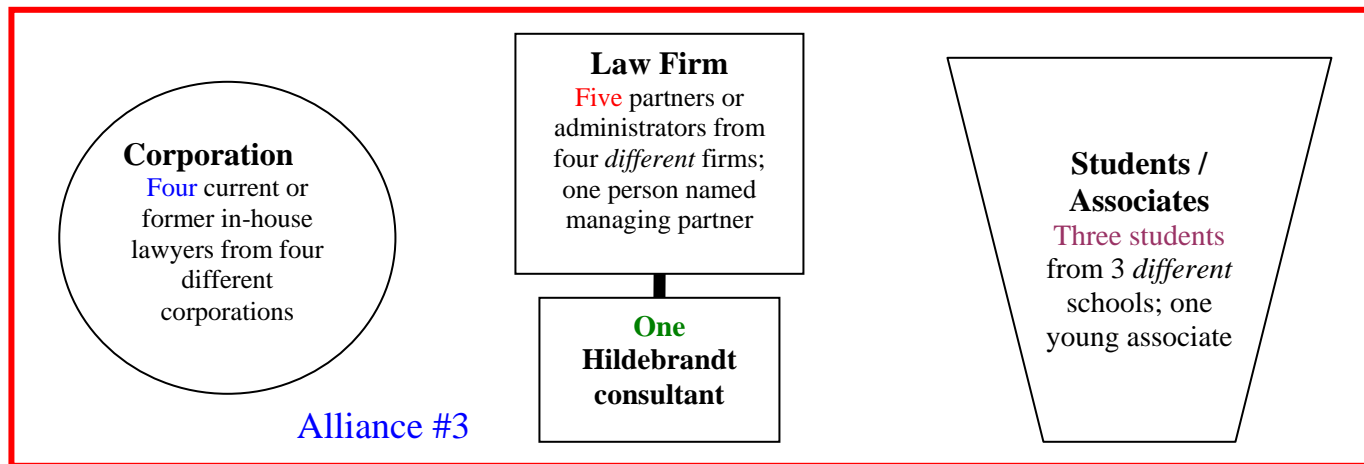 Corporation
Four current or
former in-house
lawyers from four
different
corporations
Law Firm
Five partners or
administrators from
four different firms;
one person named
managing partner
One
Hildebrandt
consultant
Students /
Associates
Three students
from 3 different
schools; one
young associate
Alliance #3